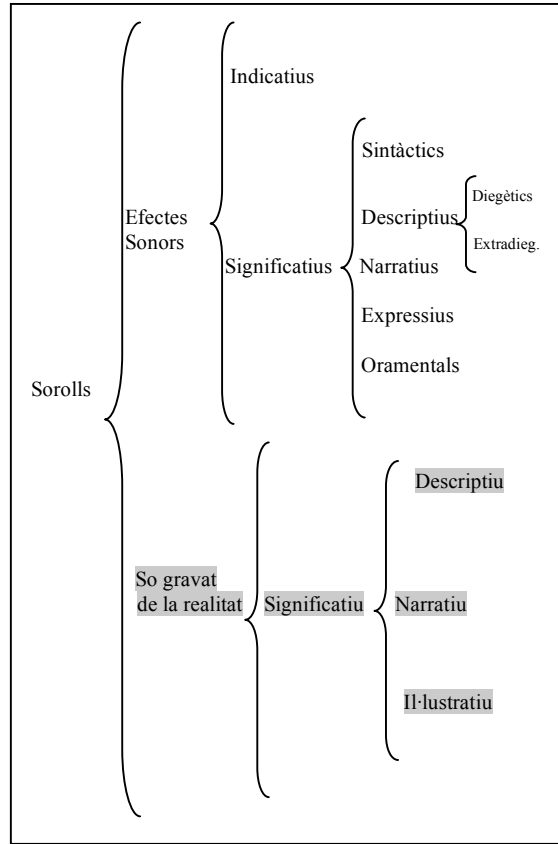 Indicatius
Sintàctics
Diegètics
Descriptius
Efectes
Sonors
Extradieg.
Significatius
Narratius
Expressius
Oramentals
Sorolls
Descriptiu
So gravat
de la realitat
Significatiu
Narratiu
Il·lustratiu